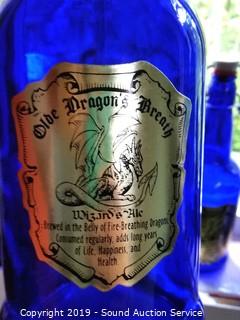 Olde Dragon's Breath
Wizard's Ale
Brewed in the Belly of Fire-Breathing Dragons
Consumed regularly, adds long years
of Life, Happiness, and
Health.
Copyright 2019 - Sound Auction Service